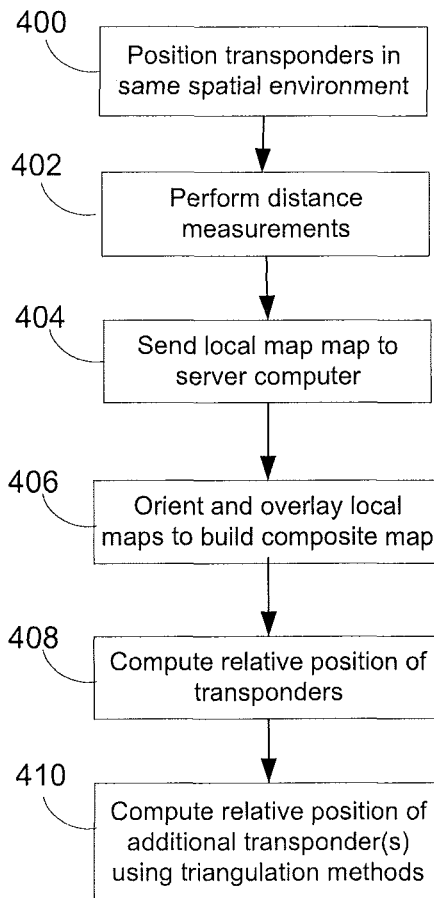 400
Position transponders in
same spatial environment
402
Perform distance
measurements
404
Send local map map to
server computer
406
Orient and overlay local
maps to build composite map
408
Compute relative position of
transponders
410
Compute relative position of
additional transponder(s)
using triangulation methods